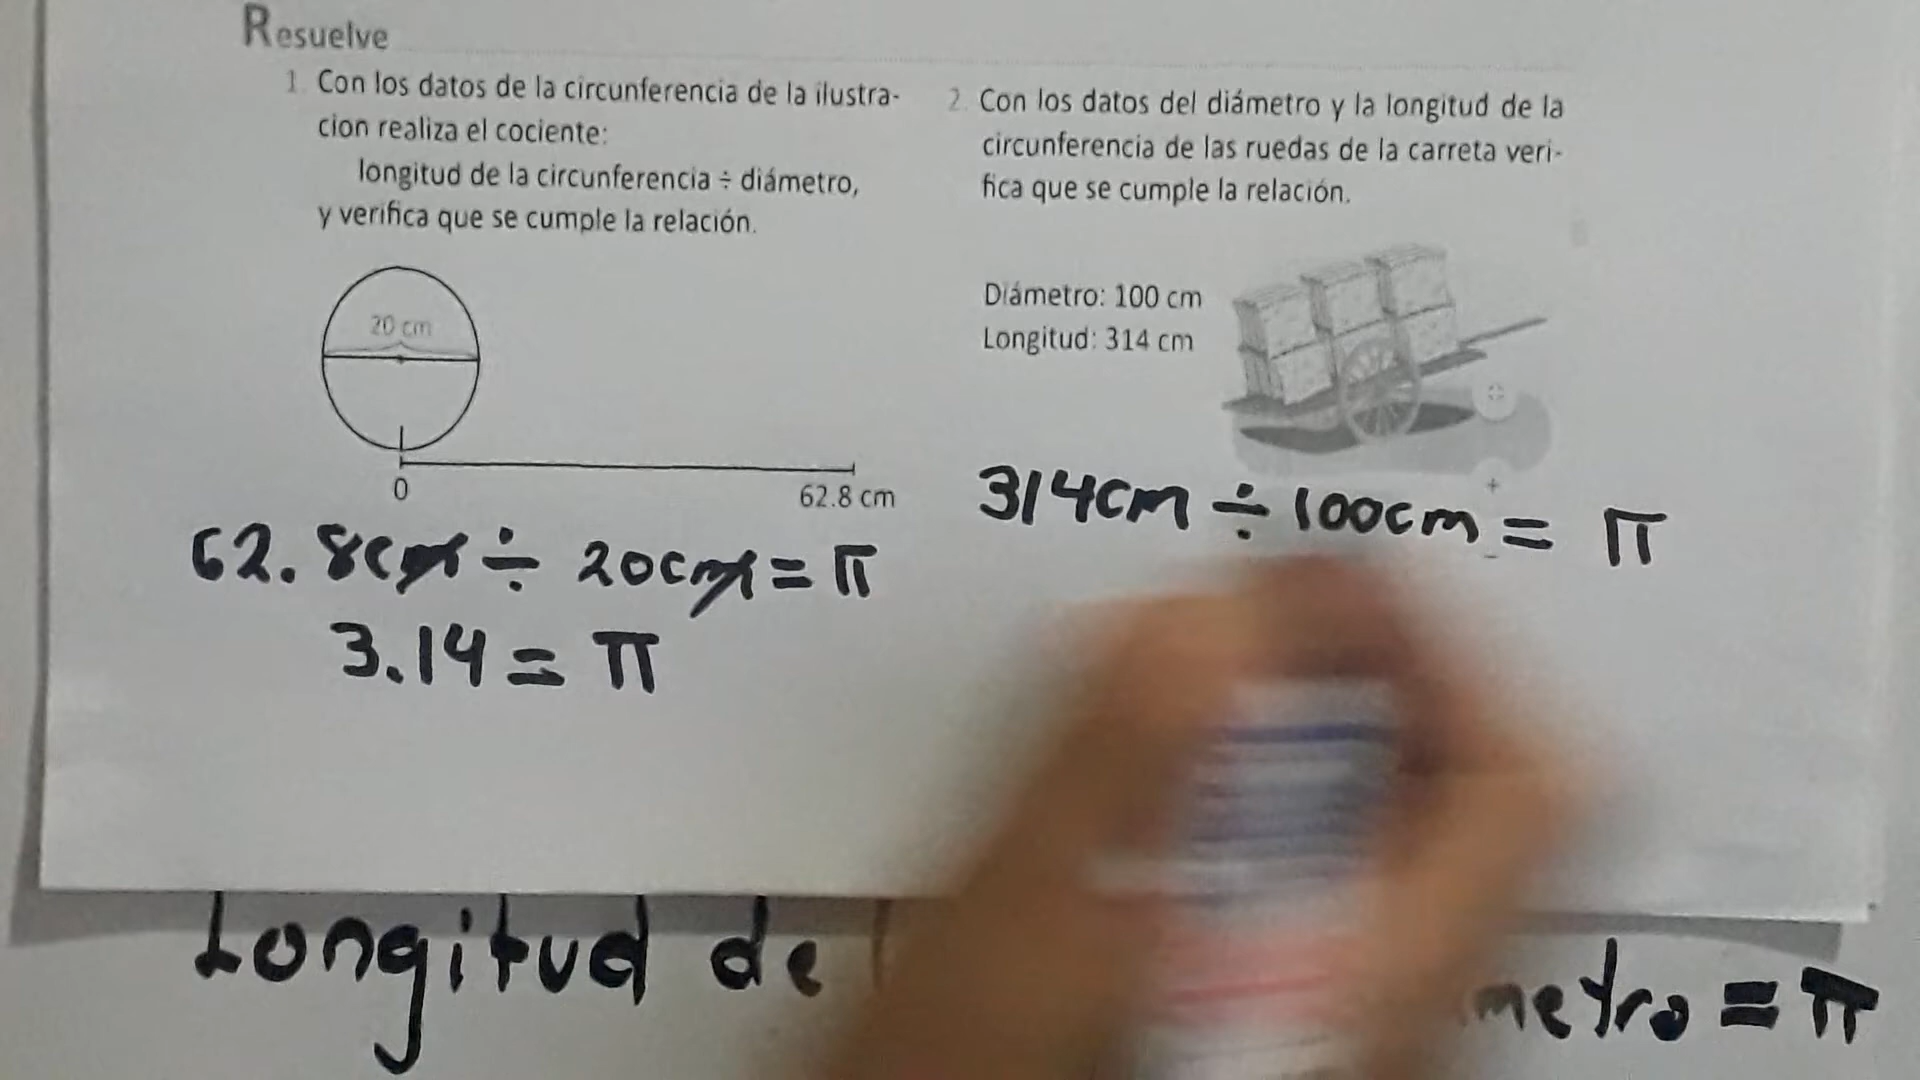 Resuelve
1. Con los datos de la circunferencia de la ilustra-
cion realiza el cociente:
longitud de la circunferencia ÷ diámetro,
y verifica que se cumple la relación.
20 cm
0
62.8 cm
62.8cm ÷ 20cm = π
3.14 = π
2. Con los datos del diámetro y la longitud de la
circunferencia de las ruedas de la carreta veri-
fica que se cumple la relación.
Diámetro: 100 cm
Longitud: 314 cm
314cm ÷ 100cm = π
Longitud de metro = π